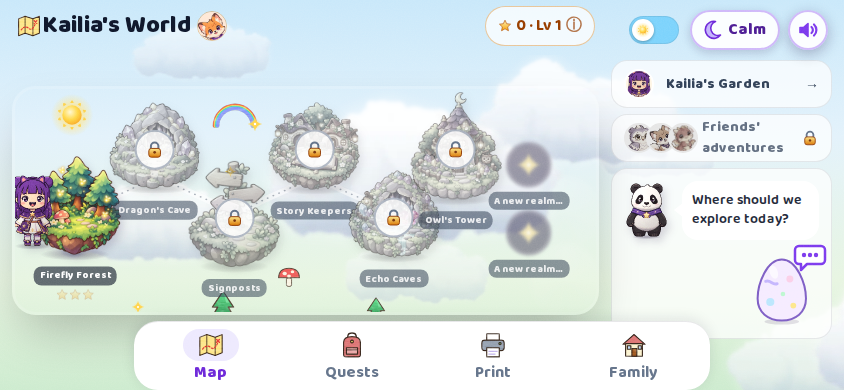 Kailia's World
0 · Lv 1 ⓘ
Calm
Kailia's Garden →
Friends'
adventures
Where should we
explore today?
Dragon's Cave
Story Keepers
Owl's Tower
A new realm...
A new realm...
Firefly Forest
Signposts
Echo Caves
Map
Quests
Print
Family